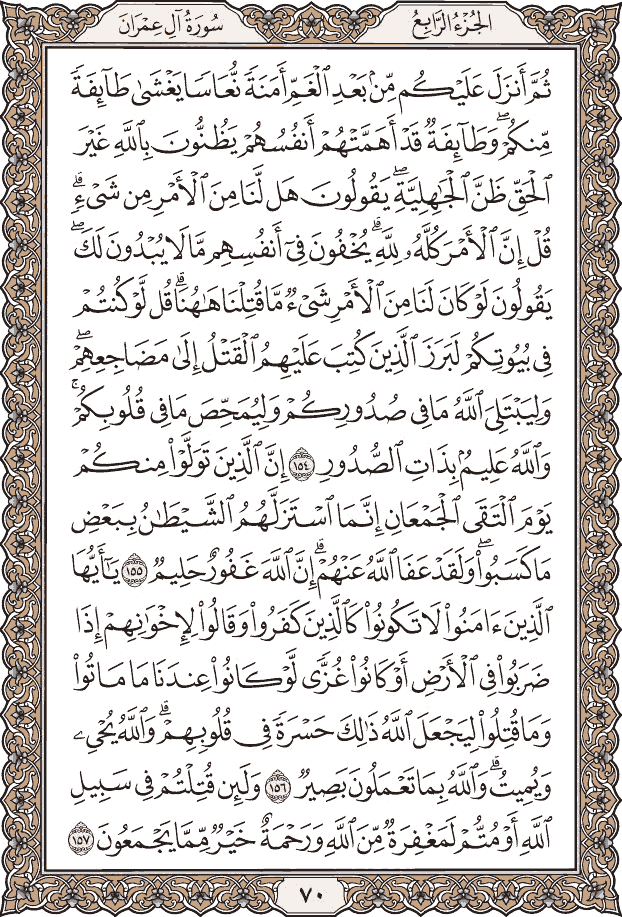 الجُزْءُ الرَّابِعُ
سُورَةُ آلِ عِمْرَانَ
ثُمَّ أَنزَلَ عَلَيْكُم مِّنۢ بَعْدِ ٱلْغَمِّ أَمَنَةً نُّعَاسًا يَغْشَىٰ طَآئِفَةً
مِّنكُمْ ۖ وَطَآئِفَةٌ قَدْ أَهَمَّتْهُمْ أَنفُسُهُمْ يَظُنُّونَ بِٱللَّهِ غَيْرَ
ٱلْحَقِّ ظَنَّ ٱلْجَٰهِلِيَّةِ ۖ يَقُولُونَ هَل لَّنَا مِنَ ٱلْأَمْرِ مِن شَىْءٍ ۗ
قُلْ إِنَّ ٱلْأَمْرَ كُلَّهُۥ لِلَّهِ ۗ يُخْفُونَ فِىٓ أَنفُسِهِم مَّا لَا يُبْدُونَ لَكَ ۖ
يَقُولُونَ لَوْ كَانَ لَنَا مِنَ ٱلْأَمْرِ شَىْءٌ مَّا قُتِلْنَا هَٰهُنَا ۗ قُل لَّوْ كُنتُمْ
فِى بُيُوتِكُمْ لَبَرَزَ ٱلَّذِينَ كُتِبَ عَلَيْهِمُ ٱلْقَتْلُ إِلَىٰ مَضَاجِعِهِمْ ۖ
وَلِيَبْتَلِىَ ٱللَّهُ مَا فِى صُدُورِكُمْ وَلِيُمَحِّصَ مَا فِى قُلُوبِكُمْ ۚ
وَٱللَّهُ عَلِيمٌۢ بِذَاتِ ٱلصُّدُورِ ١٥٤ إِنَّ ٱلَّذِينَ تَوَلَّوْا۟ مِنكُمْ
يَوْمَ ٱلْتَقَى ٱلْجَمْعَانِ إِنَّمَا ٱسْتَزَلَّهُمُ ٱلشَّيْطَٰنُ بِبَعْضِ
مَا كَسَبُوا۟ ۖ وَلَقَدْ عَفَا ٱللَّهُ عَنْهُمْ ۗ إِنَّ ٱللَّهَ غَفُورٌ حَلِيمٌ ١٥٥ يَٰٓأَيُّهَا
ٱلَّذِينَ ءَامَنُوا۟ لَا تَكُونُوا۟ كَٱلَّذِينَ كَفَرُوا۟ وَقَالُوا۟ لِإِخْوَٰنِهِمْ إِذَا
ضَرَبُوا۟ فِى ٱلْأَرْضِ أَوْ كَانُوا۟ غُزًّى لَّوْ كَانُوا۟ عِندَنَا مَا مَاتُوا۟
وَمَا قُتِلُوا۟ لِيَجْعَلَ ٱللَّهُ ذَٰلِكَ حَسْرَةً فِى قُلُوبِهِمْ ۗ وَٱللَّهُ يُحْىِۦ
وَيُمِيتُ ۗ وَٱللَّهُ بِمَا تَعْمَلُونَ بَصِيرٌ ١٥٦ وَلَئِن قُتِلْتُمْ فِى سَبِيلِ
ٱللَّهِ أَوْ مُتُّمْ لَمَغْفِرَةٌ مِّنَ ٱللَّهِ وَرَحْمَةٌ خَيْرٌ مِّمَّا يَجْمَعُونَ ١٥٧
٧٠